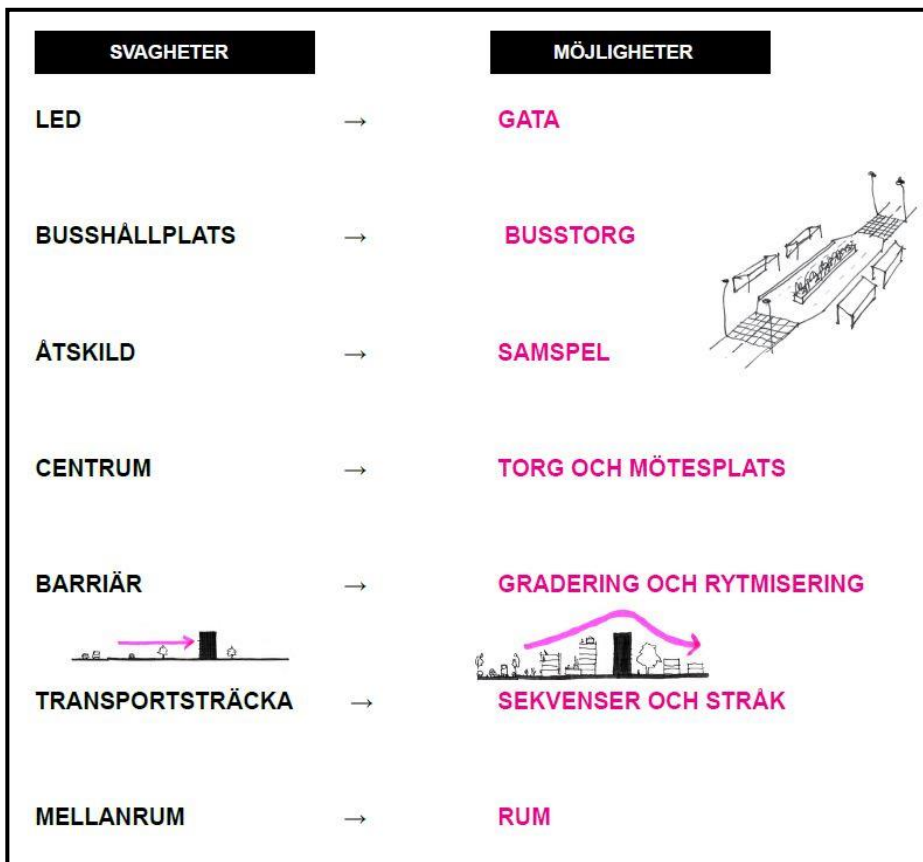 SVAGHETER MÖJLIGHETER
LED → GATA
BUSSHÅLLPLATS → BUSSTORG
ÅTSKILD → SAMSPEL
CENTRUM → TORG OCH MÖTESPLATS
BARRIÄR → GRADERING OCH RYTMISERING
TRANSPORTSTRÄCKA → SEKVENSER OCH STRÅK
MELLANRUM → RUM